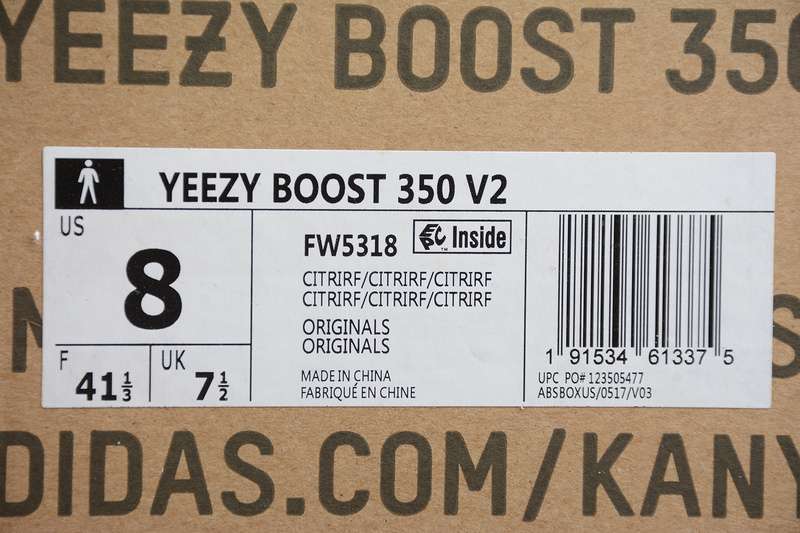 YEEZY BOOST 350
YEEZY BOOST 350 V2
US
8
F
41 1/3
UK
7 1/2
FW5318
Inside
CITRIRF/CITRIRF/CITRIRF
CITRIRF/CITRIRF/CITRIRF
ORIGINALS
ORIGINALS
MADE IN CHINA
FABRIQUÉ EN CHINE
1 91534 61337 5
UPC PO# 123505477
ABSBOXUS/0517/V03
DIDAS.COM/KANY